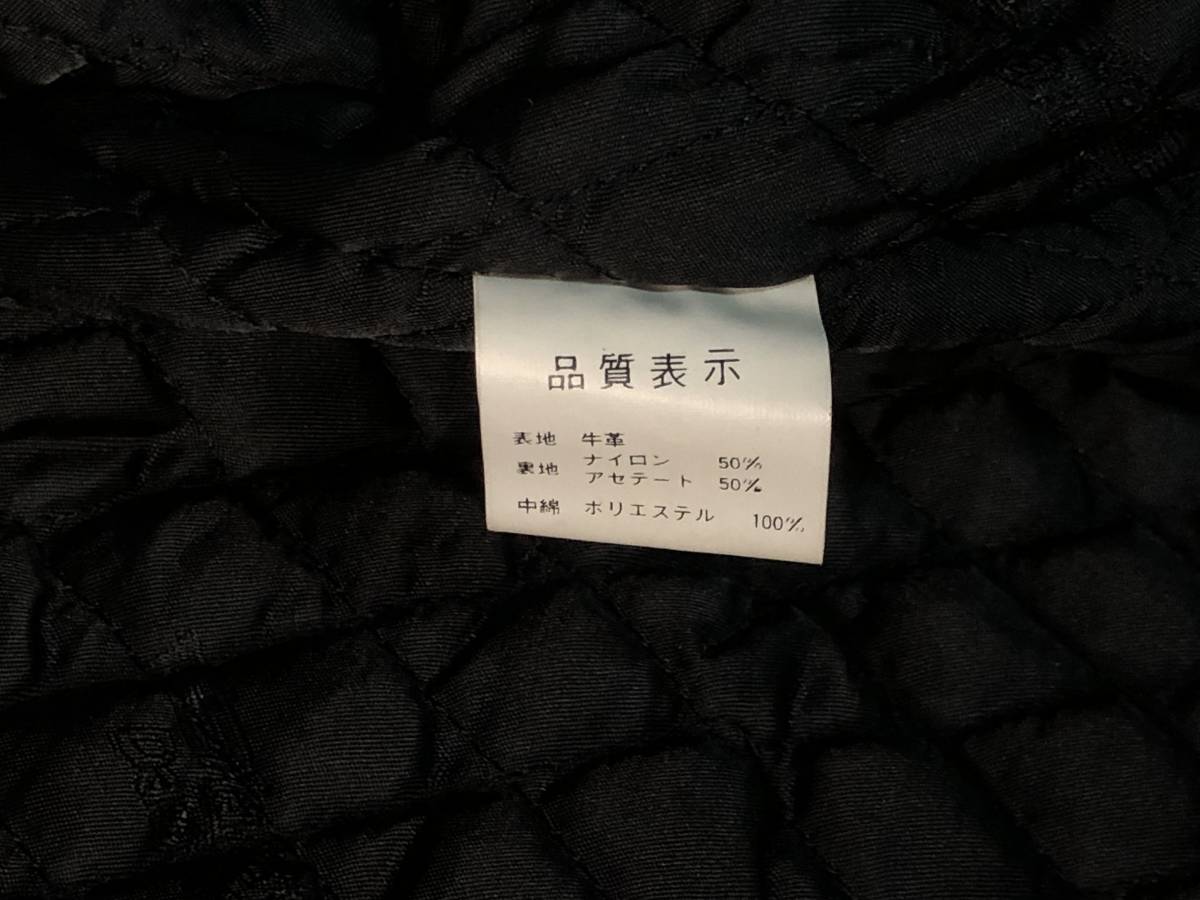 品質表示
表地 牛革
裏地 ナイロン 50%
アセテート 50%
中綿 ポリエステル 100%